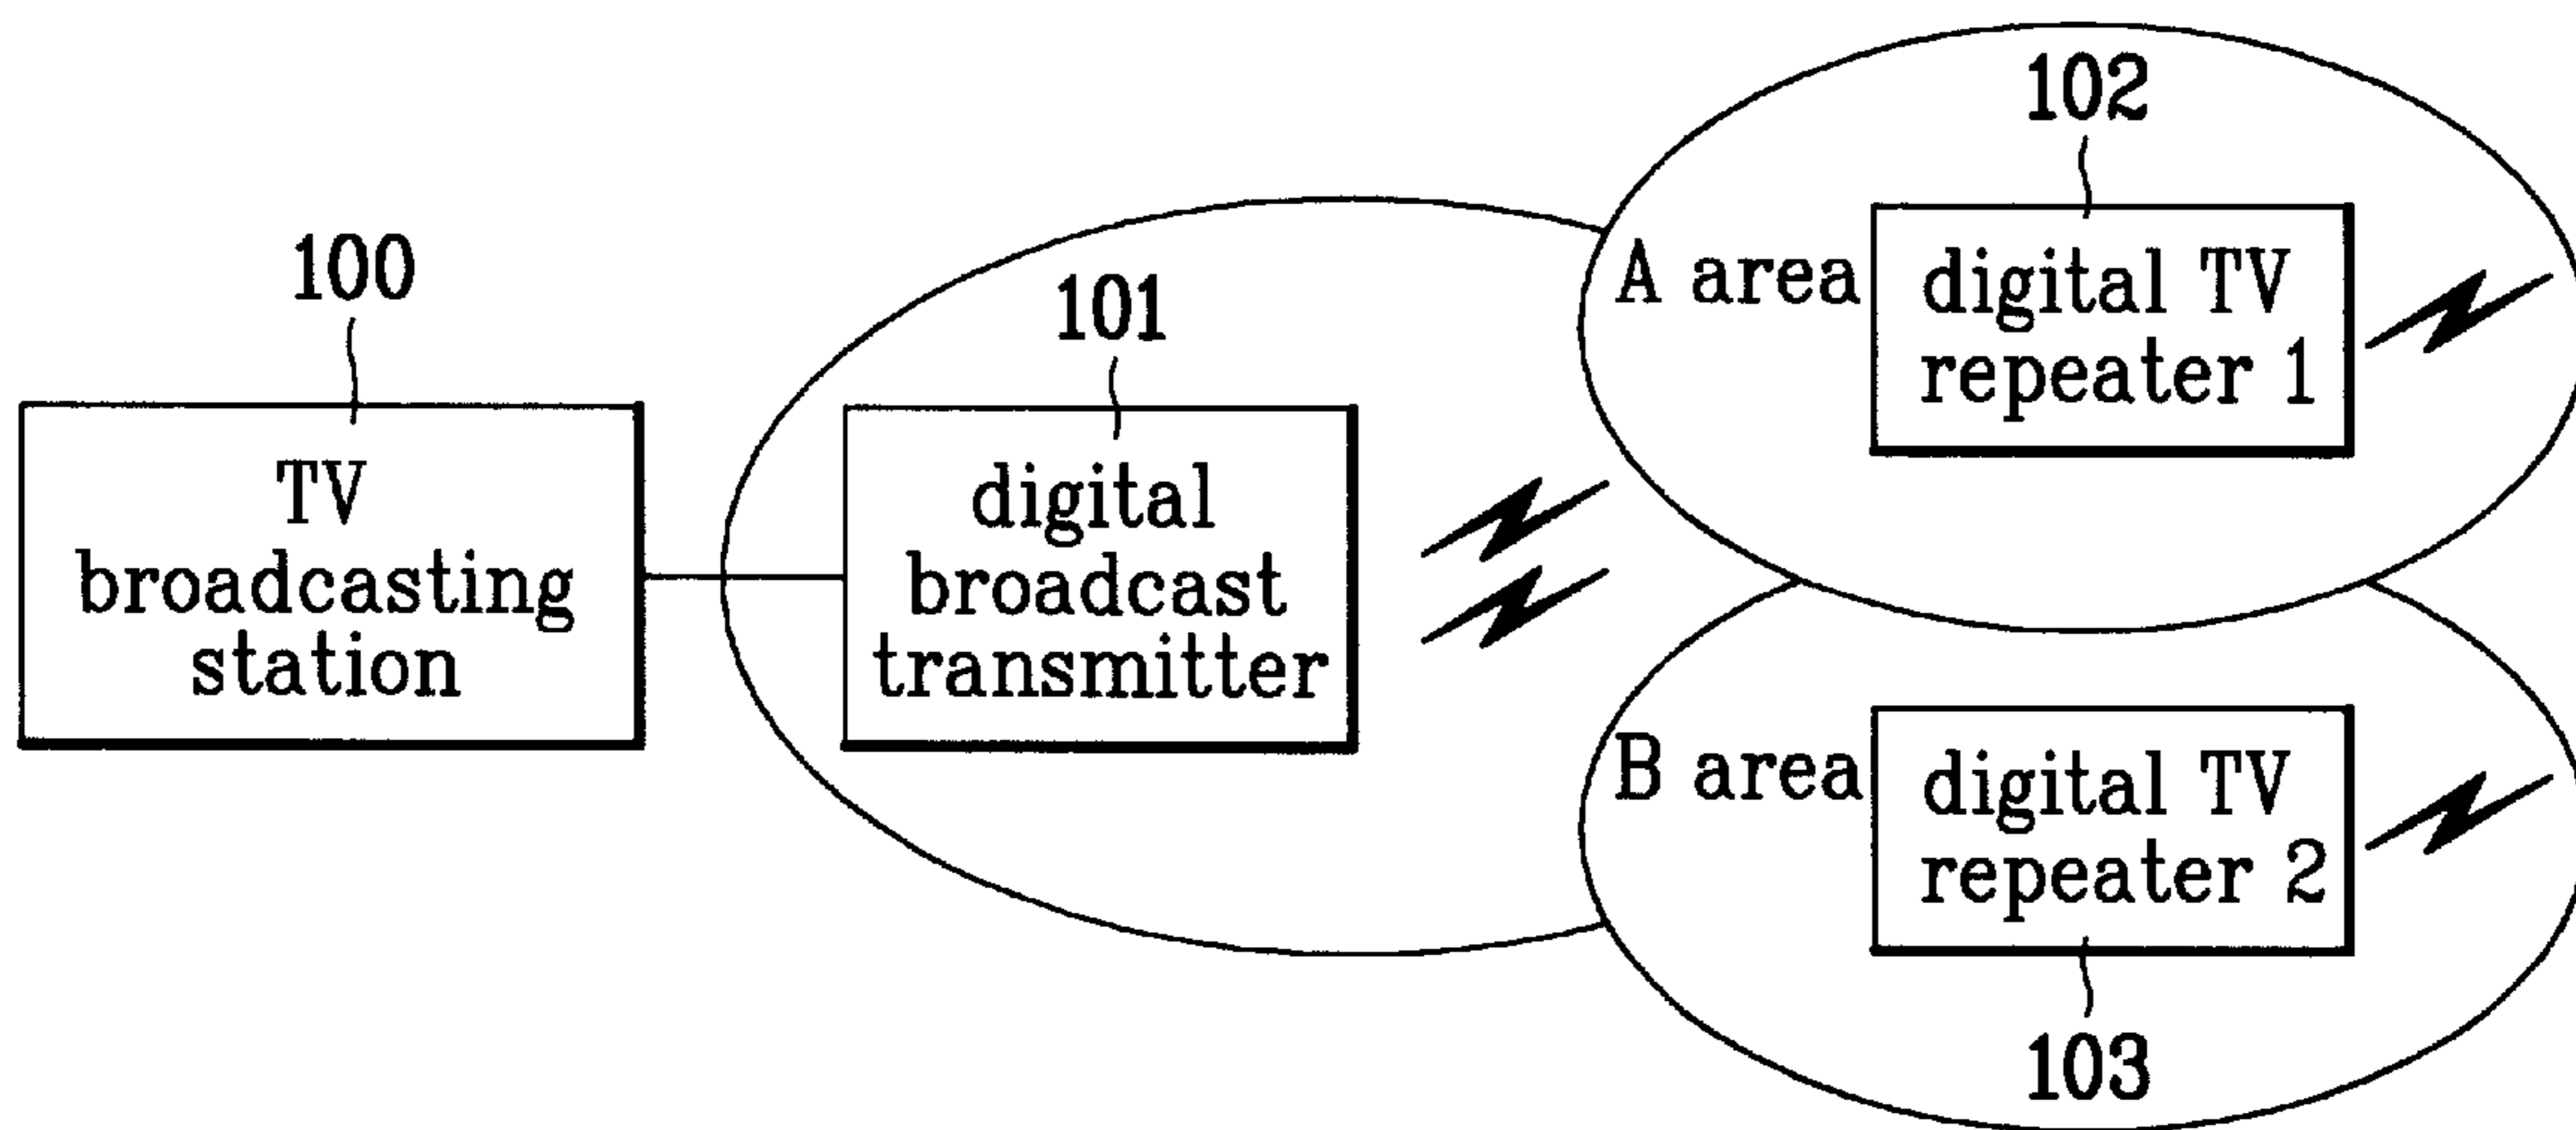 100
TV
broadcasting
station
101
digital
broadcast
transmitter
102
A area
digital TV
repeater 1
B area
digital TV
repeater 2
103